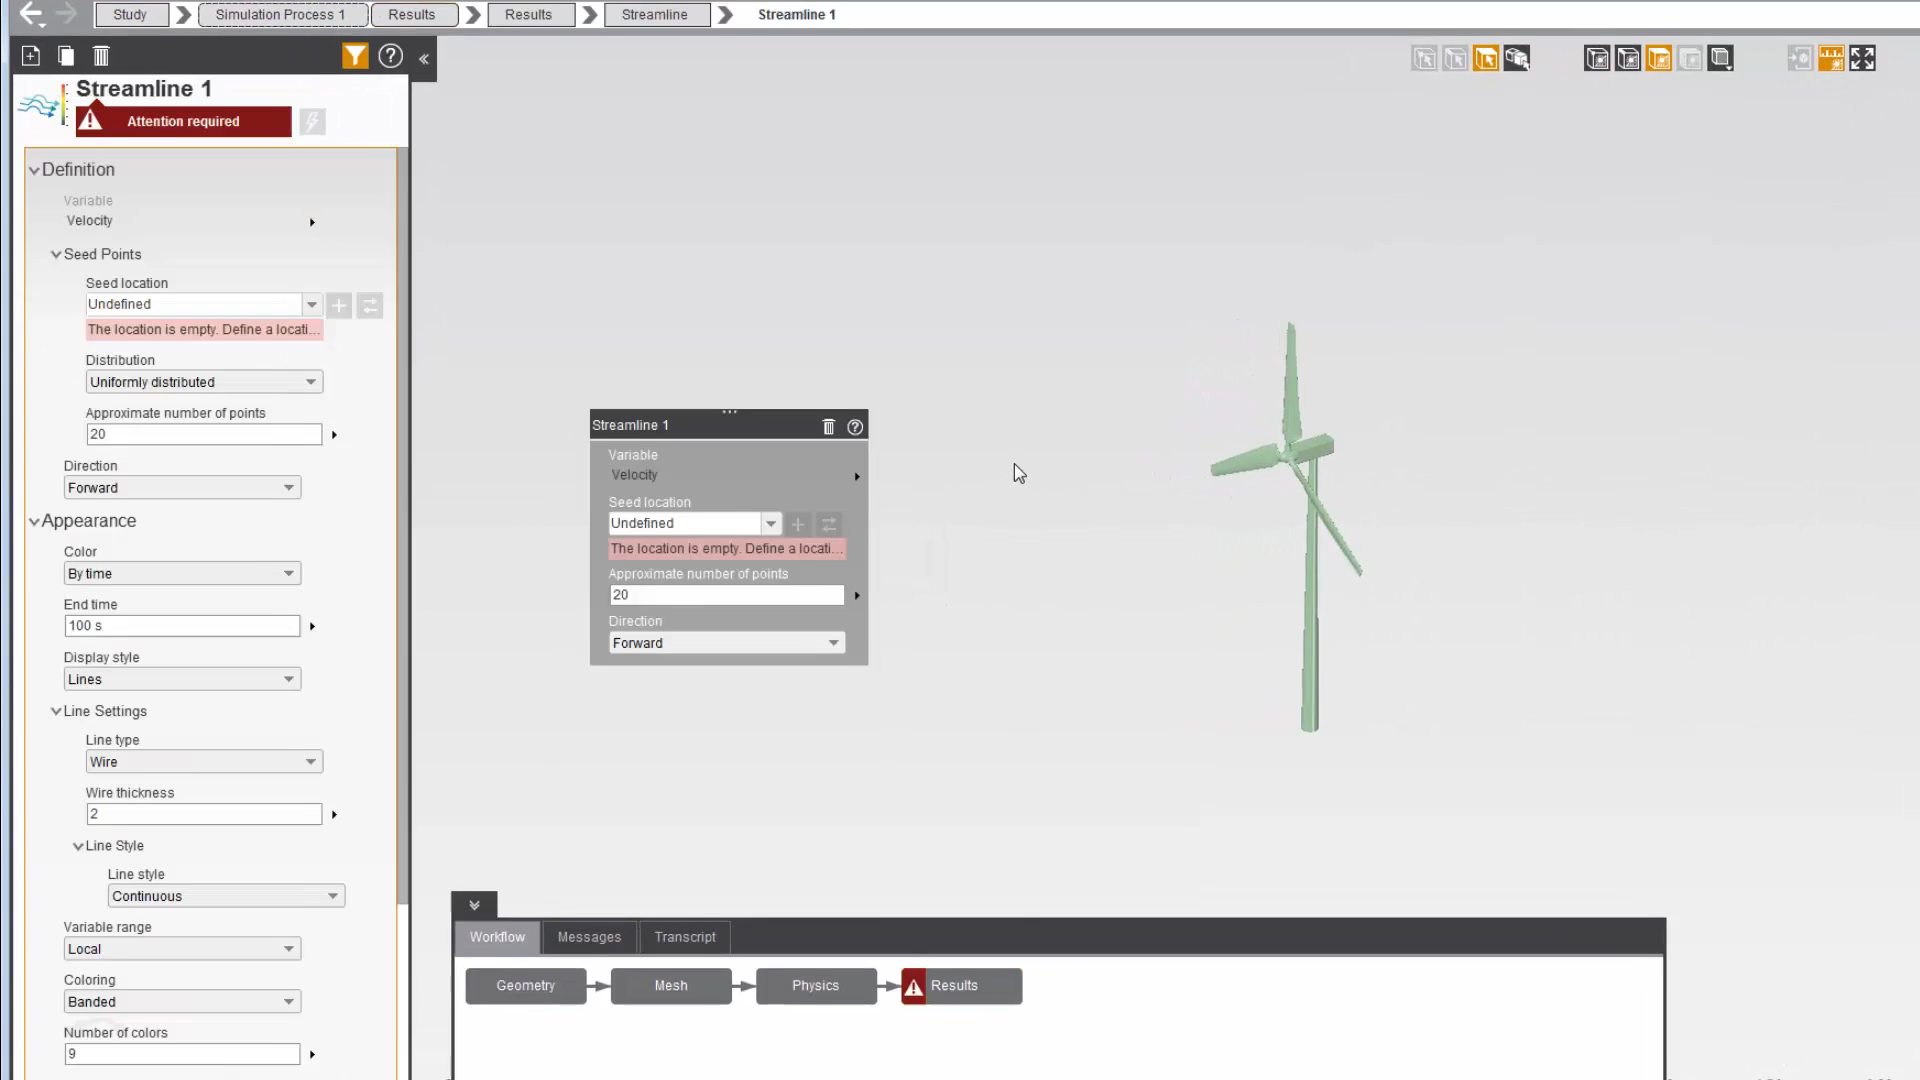 Study
Simulation Process 1
Results
Results
Streamline
Streamline 1
Streamline 1
Attention required
Definition
Variable
Velocity
Seed Points
Seed location
Undefined
The location is empty. Define a locati...
Distribution
Uniformly distributed
Approximate number of points
20
Direction
Forward
Appearance
Color
By time
End time
100 s
Display style
Lines
Line Settings
Line type
Wire
Wire thickness
2
Line Style
Line style
Continuous
Variable range
Local
Coloring
Banded
Number of colors
9
Streamline 1
Variable
Velocity
Seed location
Undefined
The location is empty. Define a locati...
Approximate number of points
20
Direction
Forward
Workflow
Messages
Transcript
Geometry
Mesh
Physics
Results